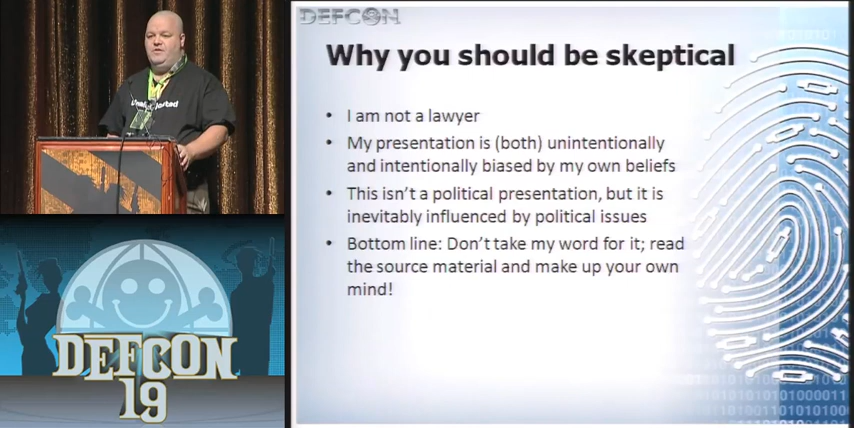 DEFCON
Why you should be skeptical
• I am not a lawyer
• My presentation is (both) unintentionally
and intentionally biased by my own beliefs
• This isn't a political presentation, but it is
inevitably influenced by political issues
• Bottom line: Don't take my word for it; read
the source material and make up your own
mind!
DEFCON
19